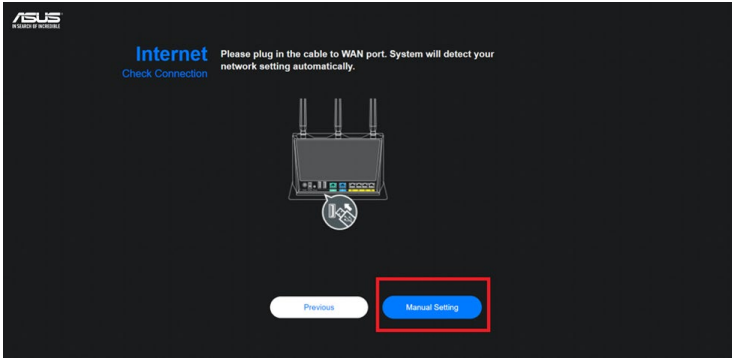 ASUS
IN SEARCH OF INCREDIBLE
Internet
Check Connection
Please plug in the cable to WAN port. System will detect your
network setting automatically.
Previous
Manual Setting